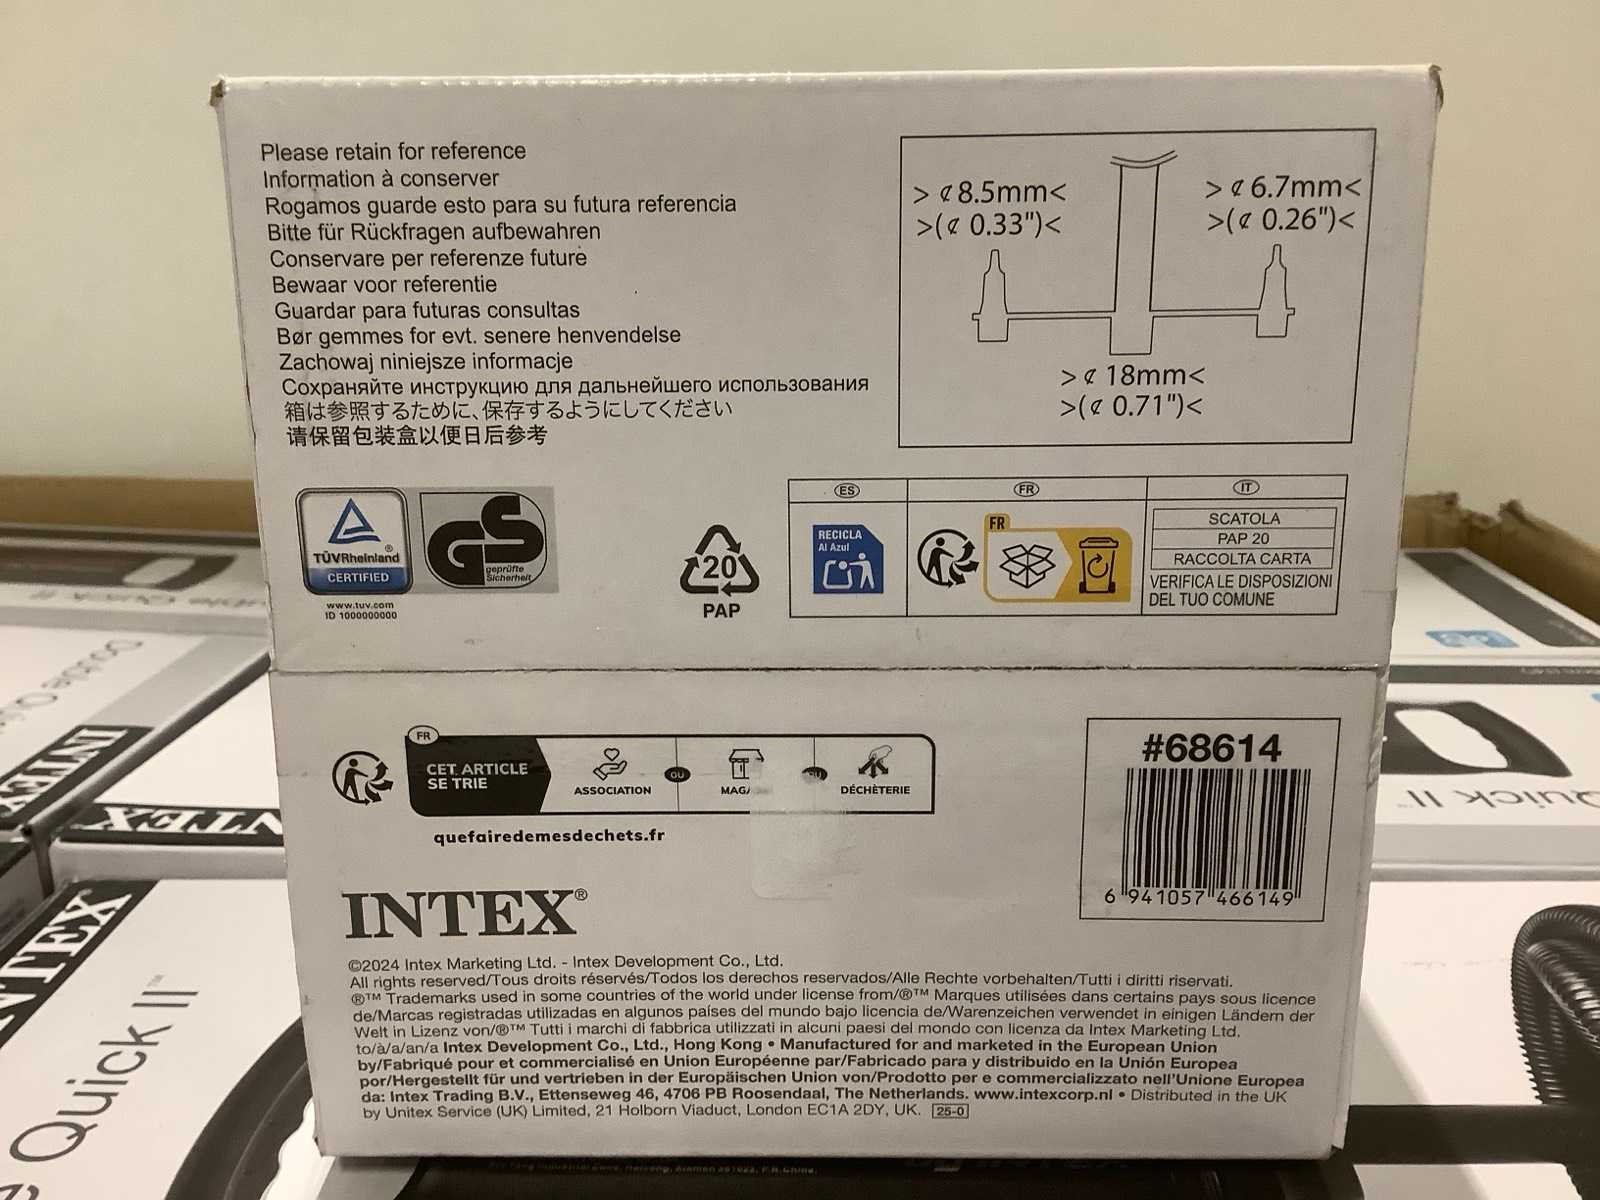 Please retain for reference
Information à conserver
Rogamos guarde esto para su futura referencia
Bitte für Rückfragen aufbewahren
Conservare per referenze future
Bewaar voor referentie
Guardar para futuras consultas
Bør gemmes for evt. senere henvendelse
Zachowaj niniejsze informacje
Сохраняйте инструкцию для дальнейшего использования
箱は参照するために、保存するようにしてください
请保留包装盒以便日后参考
> ¢ 8.5mm<
>(¢ 0.33")<
> ¢ 6.7mm<
>(¢ 0.26")<
> ¢ 18mm<
>(¢ 0.71")<
TÜVRheinland®
CERTIFIED
www.tuv.com
ID 1000000000
GS
geprüfte
Sicherheit
20
PAP
ES
RECICLA
Al Azul
FR
FR
IT
SCATOLA
PAP 20
RACCOLTA CARTA
VERIFICA LE DISPOSIZIONI
DEL TUO COMUNE
FR
CET ARTICLE
SE TRIE
ASSOCIATION
OU
MAGA
OU
DÉCHÈTERIE
quefairedemesdechets.fr
#68614
6 941057 466149
INTEX®
©2024 Intex Marketing Ltd. - Intex Development Co., Ltd.
All rights reserved/Tous droits réservés/Todos los derechos reservados/Alle Rechte vorbehalten/Tutti i diritti riservati.
®™ Trademarks used in some countries of the world under license from/®™ Marques utilisées dans certains pays sous licence
de/Marcas registradas utilizadas en algunos países del mundo bajo licencia de/Warenzeichen verwendet in einigen Ländern der
Welt in Lizenz von/®™ Tutti i marchi di fabbrica utilizzati in alcuni paesi del mondo con licenza da Intex Marketing Ltd.
to/à/a/an/a Intex Development Co., Ltd., Hong Kong • Manufactured for and marketed in the European Union
by/Fabriqué pour et commercialisé en Union Européenne par/Fabricado para y distribuido en la Unión Europea
por/Hergestellt für und vertrieben in der Europäischen Union von/Prodotto per e commercializzato nell'Unione Europea
da: Intex Trading B.V., Ettenseweg 46, 4706 PB Roosendaal, The Netherlands. www.intexcorp.nl • Distributed in the UK
by Unitex Service (UK) Limited, 21 Holborn Viaduct, London EC1A 2DY, UK. 25-0
Double Qu
INTEX
INTEX
INTEX
Quick II™
Quick II™